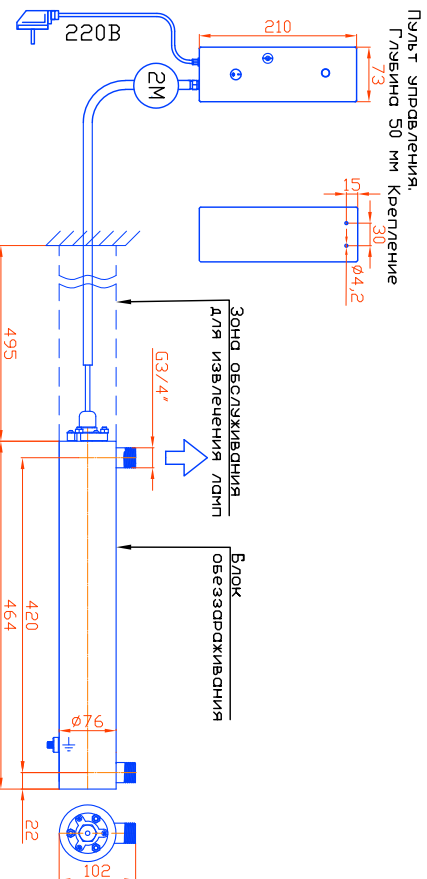 Пульт управления.
Глубина 50 мм Крепление
220В
2М
210
73
15
30
ø4,2
Зона обслуживания
для извлечения ламп
G3/4"
Блок
обеззараживания
495
420
464
ø76
22
102